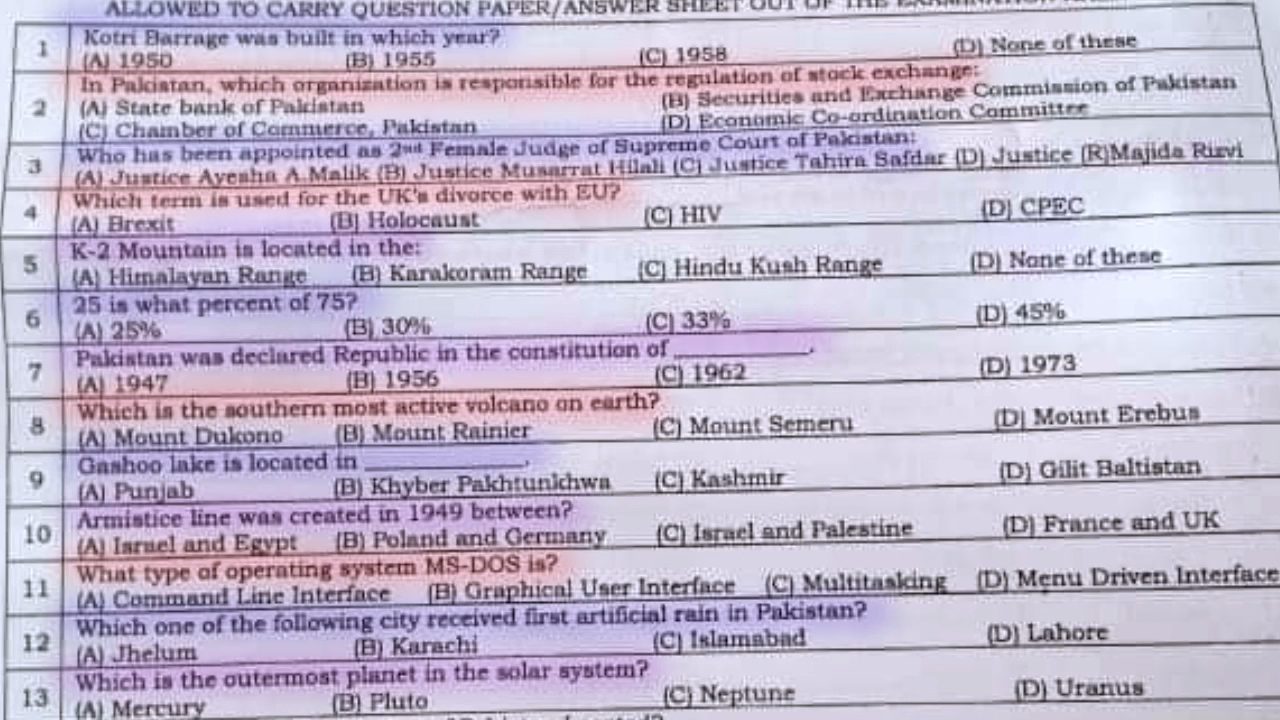 ALLOWED TO CARRY QUESTION PAPER/ANSWER SHEET OUT OF THE EXAMINATION
1 Kotri Barrage was built in which year?
(A) 1950 (B) 1955 (C) 1958 (D) None of these
2 In Pakistan, which organization is responsible for the regulation of stock exchange:
(A) State bank of Pakistan (B) Securities and Exchange Commission of Pakistan
(C) Chamber of Commerce, Pakistan (D) Economic Co-ordination Committee
3 Who has been appointed as 2nd Female Judge of Supreme Court of Pakistan:
(A) Justice Ayesha A.Malik (B) Justice Musarrat Hilali (C) Justice Tahira Safdar (D) Justice (R)Majida Rizvi
4 Which term is used for the UK's divorce with EU?
(A) Brexit (B) Holocaust (C) HIV (D) CPEC
5 K-2 Mountain is located in the:
(A) Himalayan Range (B) Karakoram Range (C) Hindu Kush Range (D) None of these
6 25 is what percent of 75?
(A) 25% (B) 30% (C) 33% (D) 45%
7 Pakistan was declared Republic in the constitution of __________.
(A) 1947 (B) 1956 (C) 1962 (D) 1973
8 Which is the southern most active volcano on earth?
(A) Mount Dukono (B) Mount Rainier (C) Mount Semeru (D) Mount Erebus
9 Gashoo lake is located in ____________.
(A) Punjab (B) Khyber Pakhtunkhwa (C) Kashmir (D) Gilit Baltistan
10 Armistice line was created in 1949 between?
(A) Israel and Egypt (B) Poland and Germany (C) Israel and Palestine (D) France and UK
11 What type of operating system MS-DOS is?
(A) Command Line Interface (B) Graphical User Interface (C) Multitasking (D) Menu Driven Interface
12 Which one of the following city received first artificial rain in Pakistan?
(A) Jhelum (B) Karachi (C) Islamabad (D) Lahore
13 Which is the outermost planet in the solar system?
(A) Mercury (B) Pluto (C) Neptune (D) Uranus